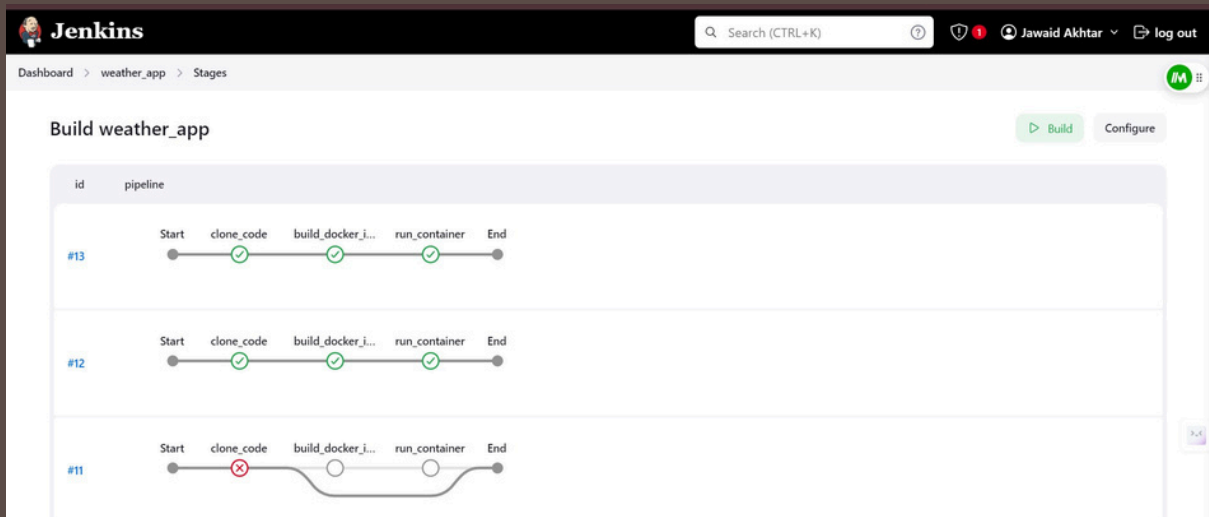 Jenkins
Search (CTRL+K)
1
Jawaid Akhtar
log out
Dashboard > weather_app > Stages
Build weather_app
Build
Configure
id pipeline
Start clone_code build_docker_i... run_container End
#13
Start clone_code build_docker_i... run_container End
#12
Start clone_code build_docker_i... run_container End
#11